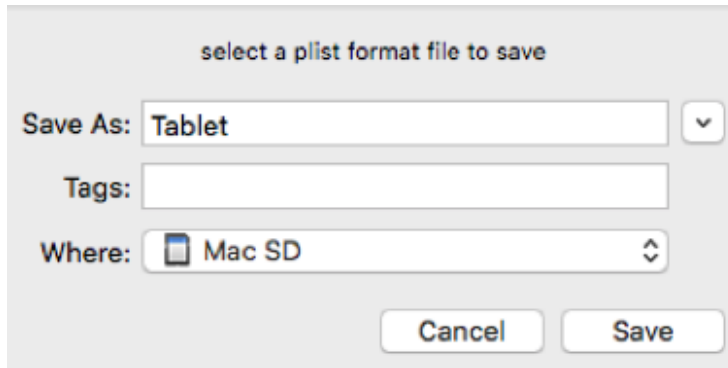 select a plist format file to save
Save As: Tablet
Tags:
Where: Mac SD
Cancel Save